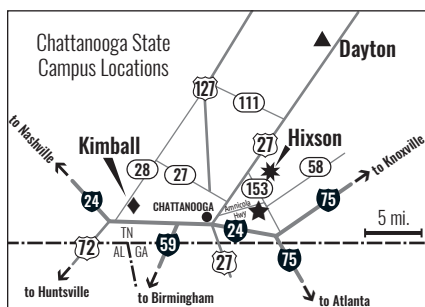 Chattanooga State
Campus Locations
Dayton
127
111
to Nashville
Kimball
27
Hixson
to Knoxville
28
27
58
153
24
CHATTANOOGA
Amnicola
Hwy
75
5 mi.
TN
24
72
AL
GA
59
27
75
to Huntsville
to Birmingham
to Atlanta